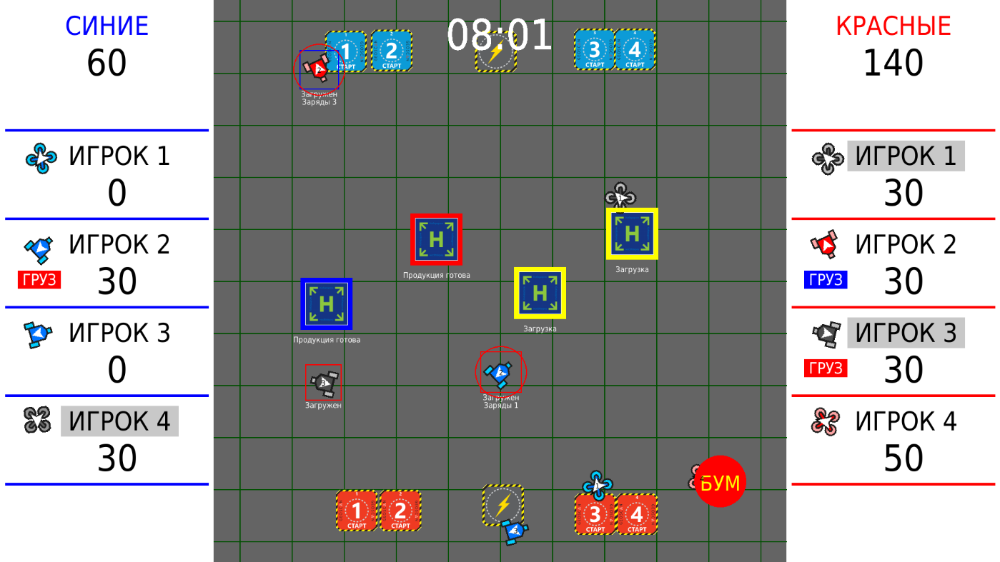 СИНИЕ
60
ИГРОК 1
0
ИГРОК 2
ГРУЗ
30
ИГРОК 3
0
ИГРОК 4
30
08:01
1
СТАРТ
2
СТАРТ
3
СТАРТ
4
СТАРТ
Загружен
Заряды 3
H
Загрузка
H
Продукция готова
H
Загрузка
H
Продукция готова
3
Загружен
Загружен
Заряды 1
БУМ
1
СТАРТ
2
СТАРТ
3
СТАРТ
4
СТАРТ
КРАСНЫЕ
140
ИГРОК 1
30
ИГРОК 2
ГРУЗ
30
ИГРОК 3
ГРУЗ
30
ИГРОК 4
50